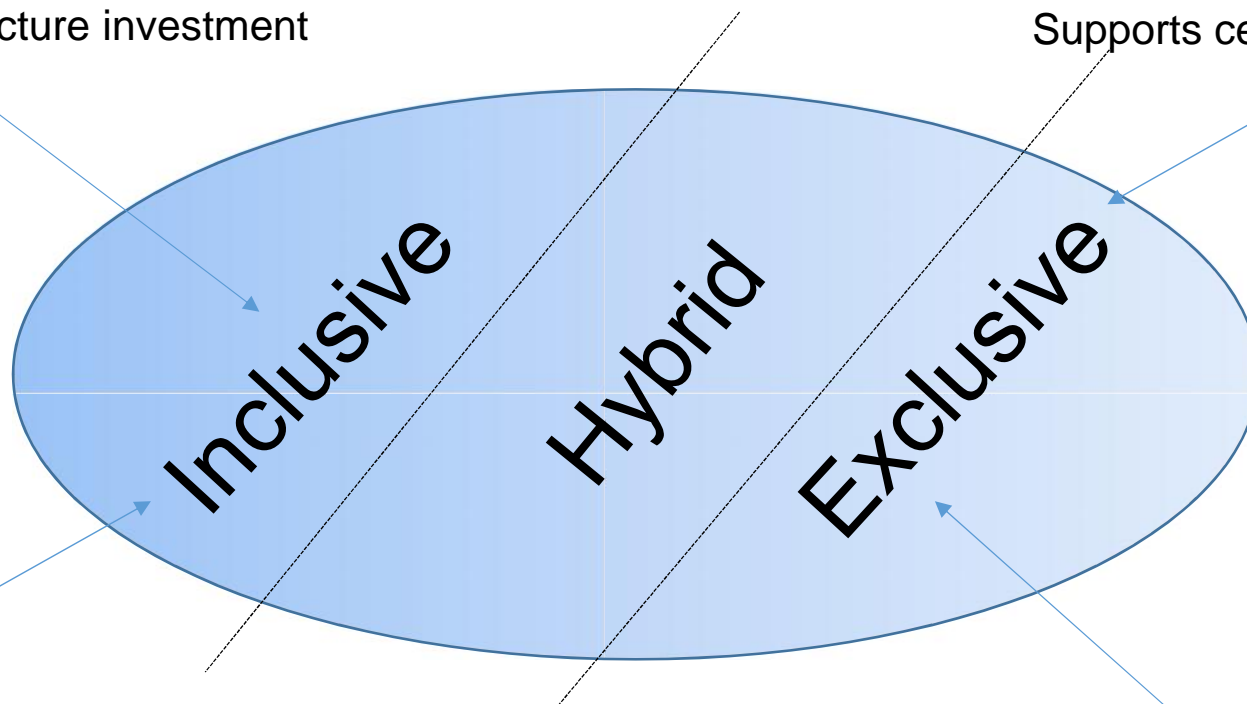 cture investment
Supports ce
Inclusive
Hybrid
Exclusive